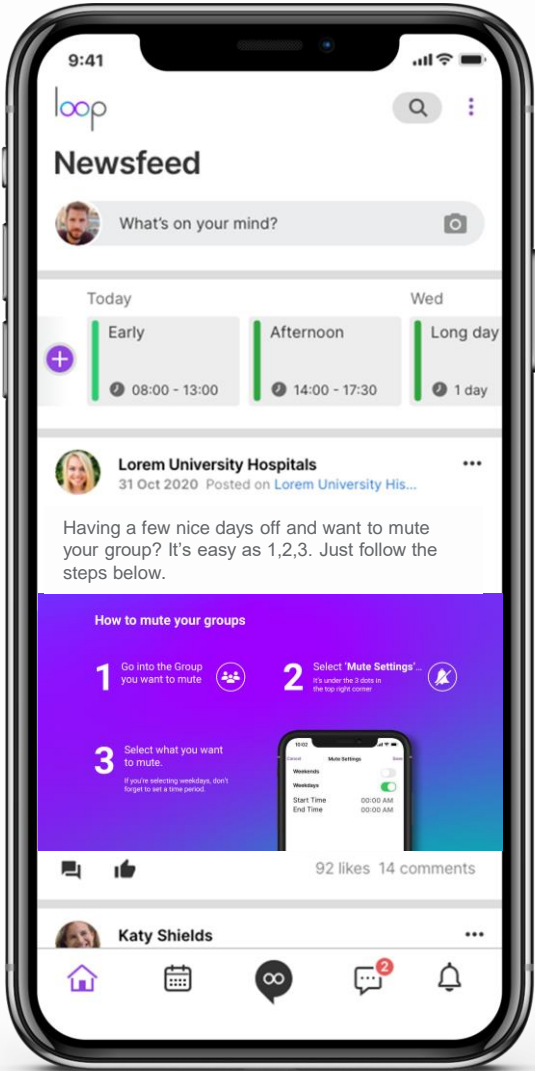 9:41
loop
Newsfeed
What's on your mind?
Today
Wed
Early
Afternoon
Long day
08:00 - 13:00
14:00 - 17:30
1 day
Lorem University Hospitals
31 Oct 2020 Posted on Lorem University His...
Having a few nice days off and want to mute
your group? It's easy as 1,2,3. Just follow the
steps below.
How to mute your groups
1
Go into the Group
you want to mute
2
Select 'Mute Settings'...
It's under the 3 dots in
the top right corner
3
Select what you want
to mute.
If you're selecting weekdays, don't
forget to set a time period.
10:02
Cancel
Mute Settings
Save
Weekends
Weekdays
Start Time
00:00 AM
End Time
00:00 AM
92 likes 14 comments
Katy Shields
2